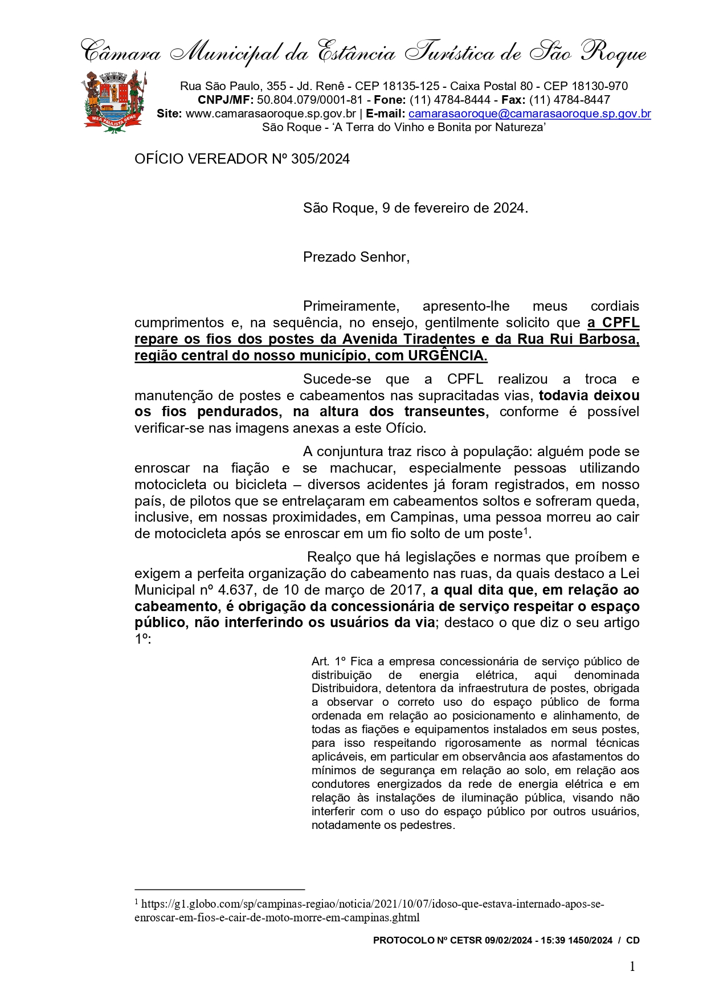 Câmara Municipal da Estância Turística de São Roque
Rua São Paulo, 355 - Jd. Renê - CEP 18135-125 - Caixa Postal 80 - CEP 18130-970
CNPJ/MF: 50.804.079/0001-81 - Fone: (11) 4784-8444 - Fax: (11) 4784-8447
Site: www.camarasaoroque.sp.gov.br | E-mail: camarasaoroque@camarasaoroque.sp.gov.br
São Roque - ‘A Terra do Vinho e Bonita por Natureza’
MEA PAULISTA GENS
OFÍCIO VEREADOR Nº 305/2024
São Roque, 9 de fevereiro de 2024.
Prezado Senhor,
Primeiramente, apresento-lhe meus cordiais
cumprimentos e, na sequência, no ensejo, gentilmente solicito que a CPFL
repare os fios dos postes da Avenida Tiradentes e da Rua Rui Barbosa,
região central do nosso município, com URGÊNCIA.
Sucede-se que a CPFL realizou a troca e
manutenção de postes e cabeamentos nas supracitadas vias, todavia deixou
os fios pendurados, na altura dos transeuntes, conforme é possível
verificar-se nas imagens anexas a este Ofício.
A conjuntura traz risco à população: alguém pode se
enroscar na fiação e se machucar, especialmente pessoas utilizando
motocicleta ou bicicleta – diversos acidentes já foram registrados, em nosso
país, de pilotos que se entrelaçaram em cabeamentos soltos e sofreram queda,
inclusive, em nossas proximidades, em Campinas, uma pessoa morreu ao cair
de motocicleta após se enroscar em um fio solto de um poste¹.
Realço que há legislações e normas que proíbem e
exigem a perfeita organização do cabeamento nas ruas, da quais destaco a Lei
Municipal nº 4.637, de 10 de março de 2017, a qual dita que, em relação ao
cabeamento, é obrigação da concessionária de serviço respeitar o espaço
público, não interferindo os usuários da via; destaco o que diz o seu artigo
1º:
Art. 1º Fica a empresa concessionária de serviço público de
distribuição de energia elétrica, aqui denominada
Distribuidora, detentora da infraestrutura de postes, obrigada
a observar o correto uso do espaço público de forma
ordenada em relação ao posicionamento e alinhamento, de
todas as fiações e equipamentos instalados em seus postes,
para isso respeitando rigorosamente as normal técnicas
aplicáveis, em particular em observância aos afastamentos do
mínimos de segurança em relação ao solo, em relação aos
condutores energizados da rede de energia elétrica e em
relação às instalações de iluminação pública, visando não
interferir com o uso do espaço público por outros usuários,
notadamente os pedestres.
¹ https://g1.globo.com/sp/campinas-regiao/noticia/2021/10/07/idoso-que-estava-internado-apos-se-
enroscar-em-fios-e-cair-de-moto-morre-em-campinas.ghtml
PROTOCOLO Nº CETSR 09/02/2024 - 15:39 1450/2024 / CD
1